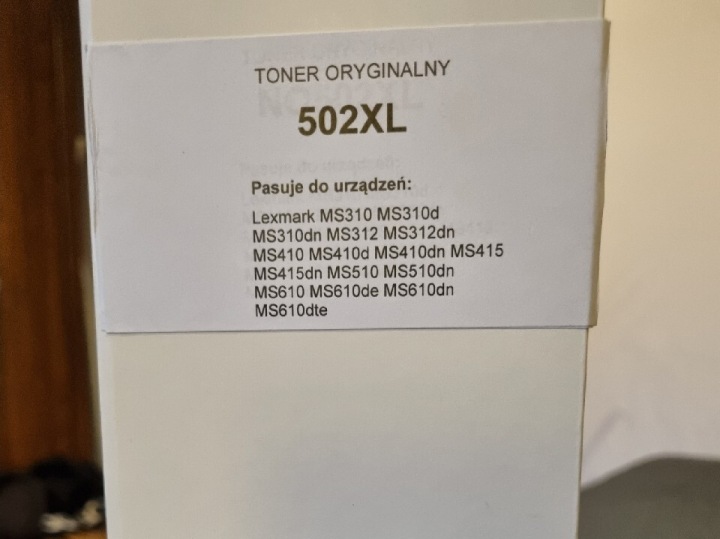 TONER ORYGINALNY
502XL
Pasuje do urządzeń:
Lexmark MS310 MS310d
MS310dn MS312 MS312dn
MS410 MS410d MS410dn MS415
MS415dn MS510 MS510dn
MS610 MS610de MS610dn
MS610dte